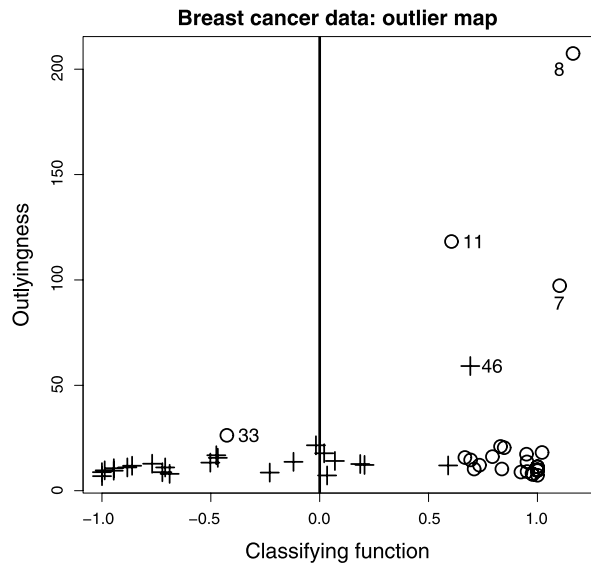 Breast cancer data: outlier map
Outlyingness
200
150
100
50
0
8
11
7
46
33
−1.0 −0.5 0.0 0.5 1.0
Classifying function